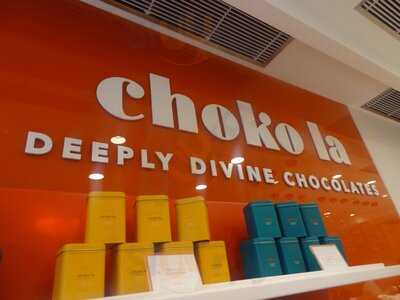 choko la
DEEPLY DIVINE CHOCOLATES